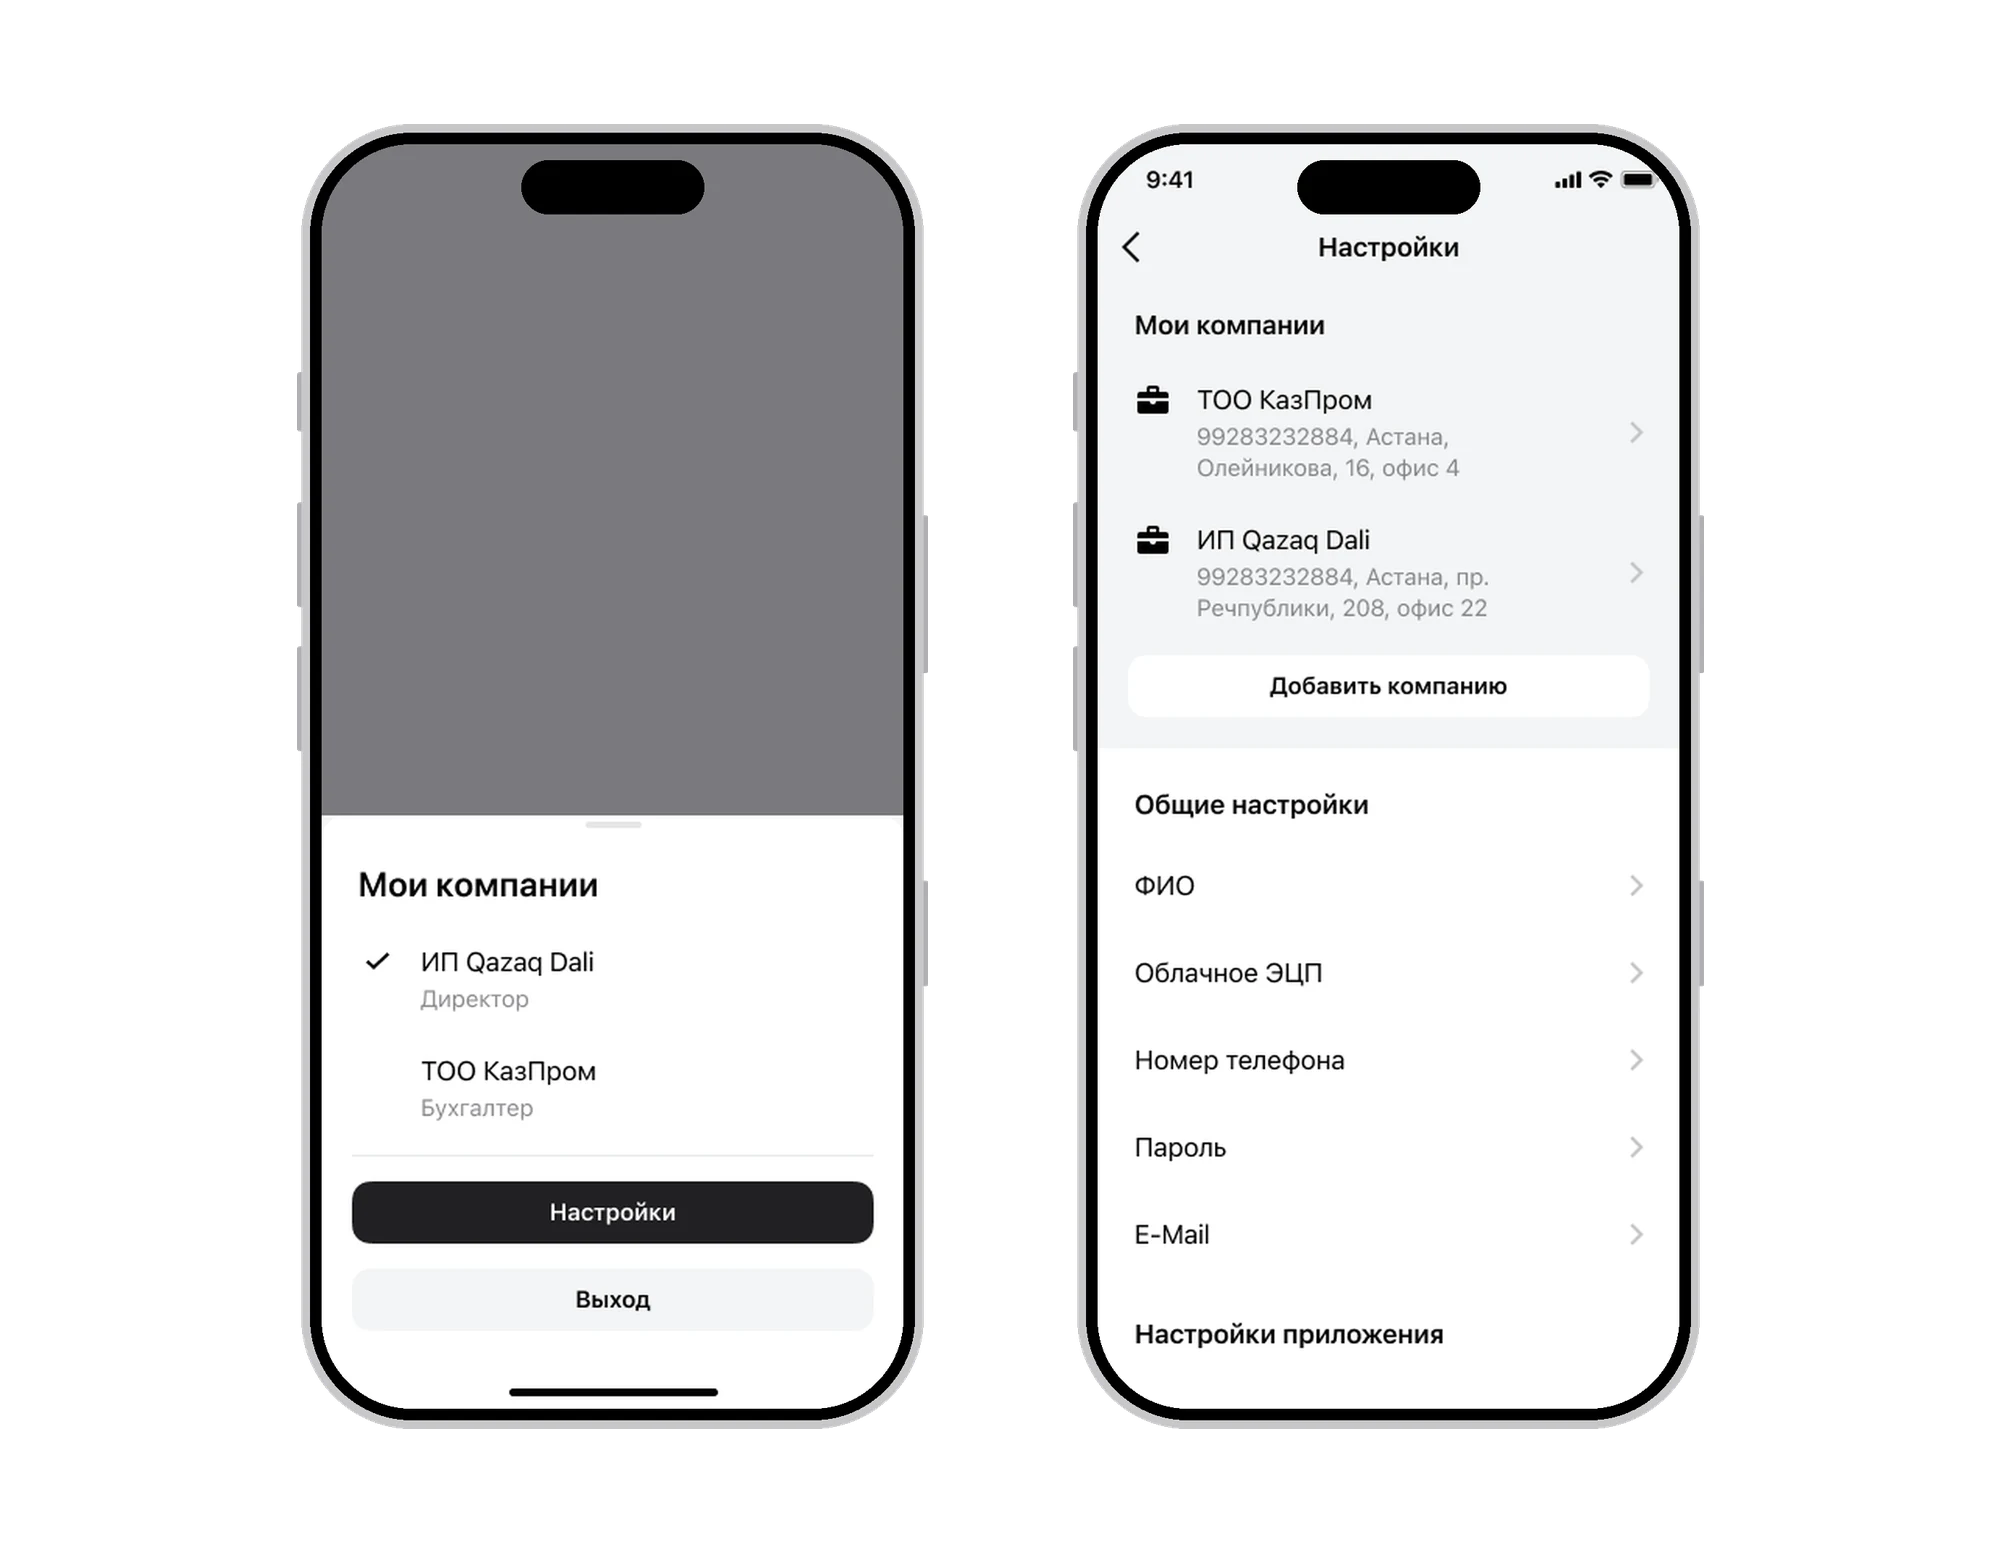 Мои компании
ИП Qazaq Dali
Директор
ТОО КазПром
Бухгалтер
Настройки
Выход
9:41
Настройки
Мои компании
ТОО КазПром
99283232884, Астана,
Олейникова, 16, офис 4
ИП Qazaq Dali
99283232884, Астана, пр.
Речпублики, 208, офис 22
Добавить компанию
Общие настройки
ФИО
Облачное ЭЦП
Номер телефона
Пароль
E-Mail
Настройки приложения